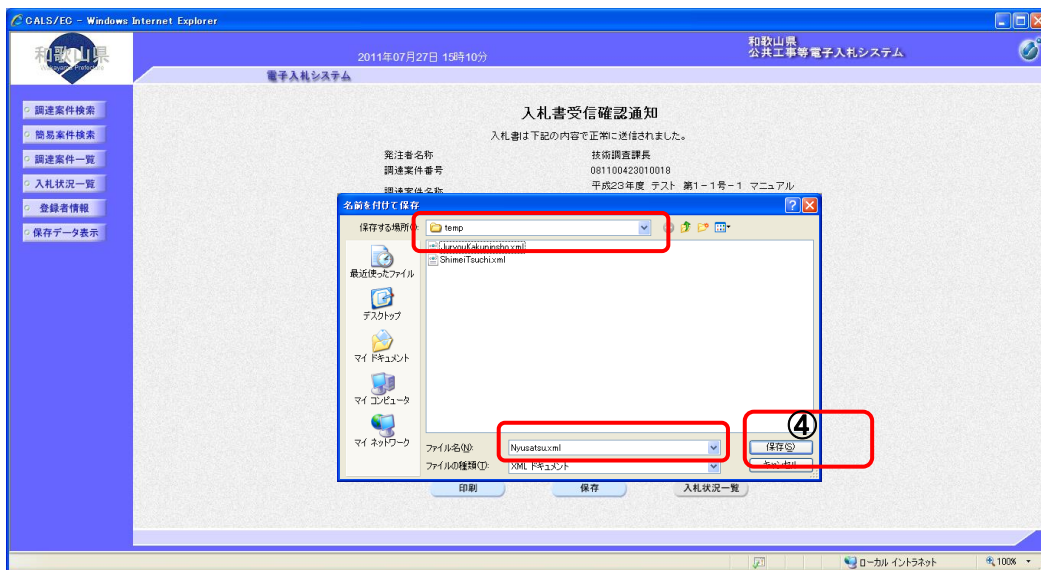 CALS/EC - Windows Internet Explorer
和歌山県
Wakayama Prefecture
2011年07月27日 15時10分
和歌山県
公共工事等電子入札システム
電子入札システム
調達案件検索
簡易案件検索
調達案件一覧
入札状況一覧
登録者情報
保存データ表示
入札書受信確認通知
入札書は下記の内容で正常に送信されました。
発注者名称 技術調査課長
調達案件番号 081100423010018
調達案件名称 平成23年度 テスト 第1-1号-1 マニュアル
名前を付けて保存
保存する場所(I): temp
JuryouKakuninsho.xml
ShimeiTsuchi.xml
最近使ったファイル
デスクトップ
マイ ドキュメント
マイ コンピュータ
マイ ネットワーク
④
ファイル名(N): Nyusatsu.xml 保存(S)
ファイルの種類(T): XML ドキュメント キャンセル
印刷 保存 入札状況一覧
ローカル イントラネット 100%